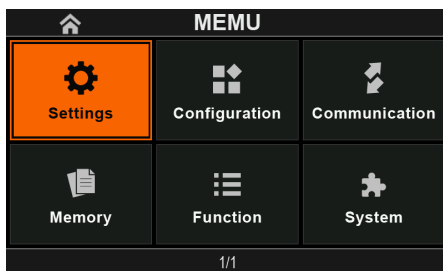 MEMU
Settings
Configuration
Communication
Memory
Function
System
1/1